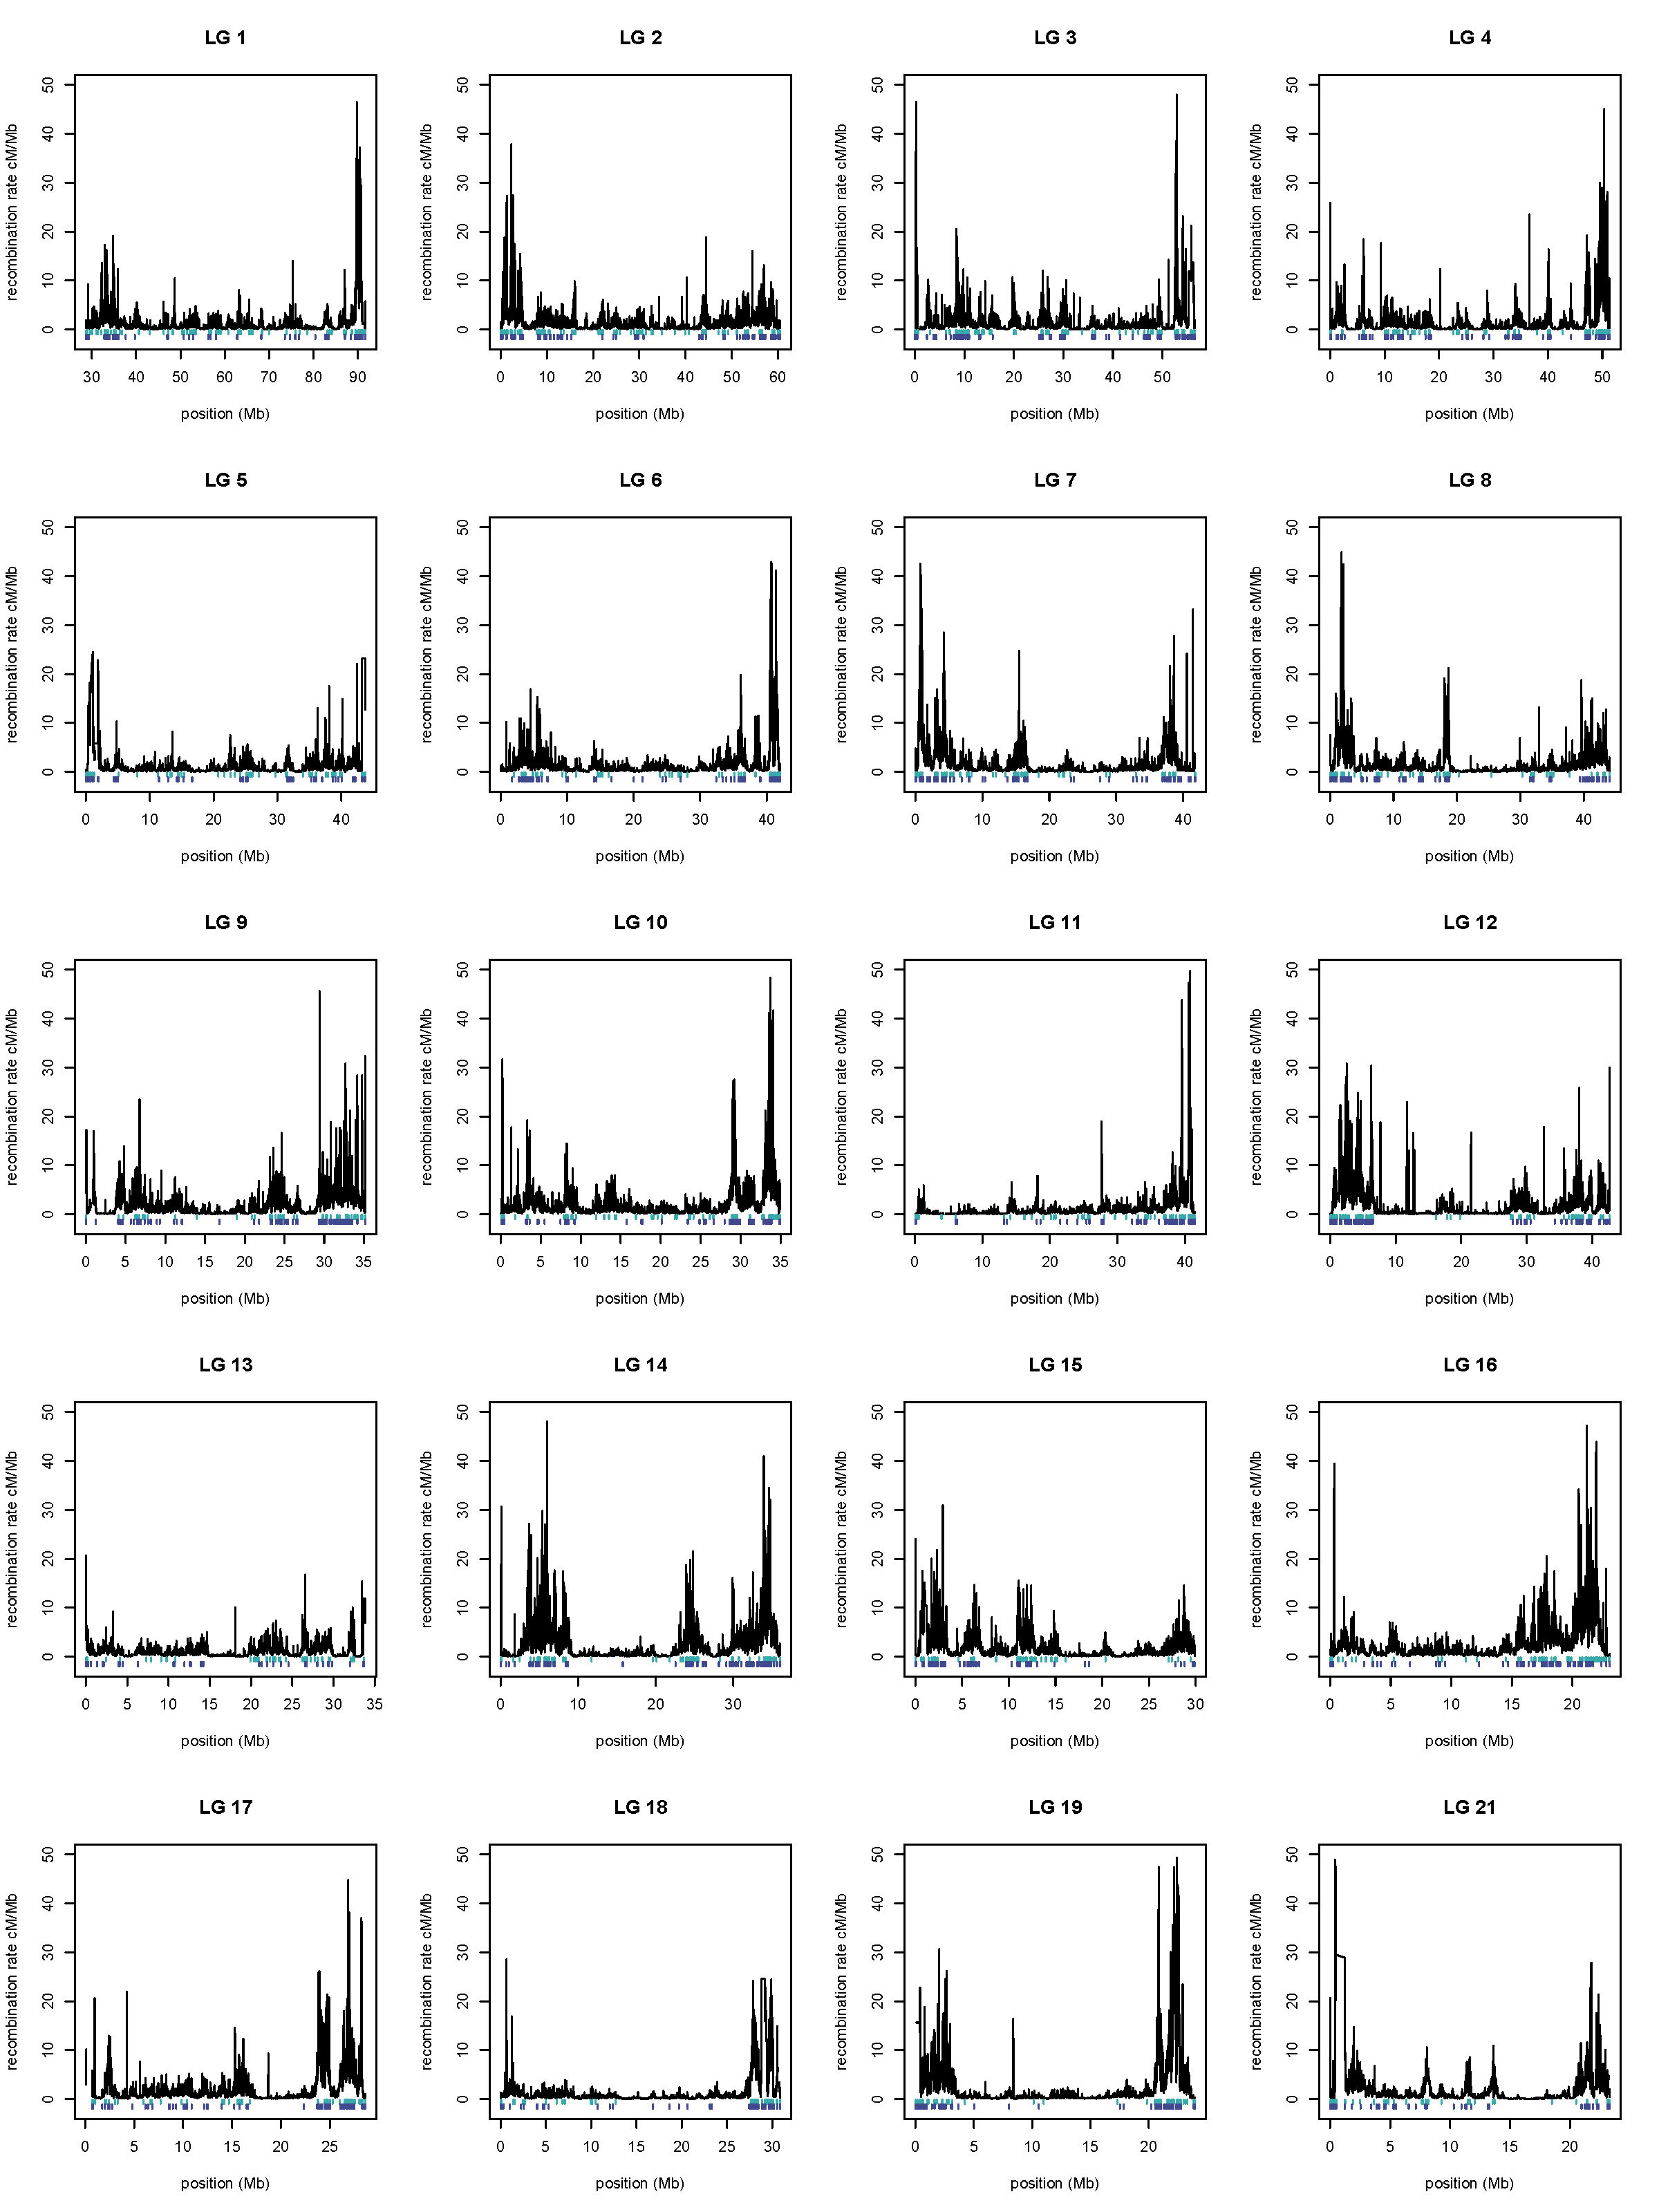 LG 1
recombination rate cM/Mb
0 10 20 30 40 50
30 40 50 60 70 80 90
position (Mb)
LG 2
recombination rate cM/Mb
0 10 20 30 40 50
0 10 20 30 40 50 60
position (Mb)
LG 3
recombination rate cM/Mb
0 10 20 30 40 50
0 10 20 30 40 50
position (Mb)
LG 4
recombination rate cM/Mb
0 10 20 30 40 50
0 10 20 30 40 50
position (Mb)
LG 5
recombination rate cM/Mb
0 10 20 30 40 50
0 10 20 30 40
position (Mb)
LG 6
recombination rate cM/Mb
0 10 20 30 40 50
0 10 20 30 40
position (Mb)
LG 7
recombination rate cM/Mb
0 10 20 30 40 50
0 10 20 30 40
position (Mb)
LG 8
recombination rate cM/Mb
0 10 20 30 40 50
0 10 20 30 40
position (Mb)
LG 9
recombination rate cM/Mb
0 10 20 30 40 50
0 5 10 15 20 25 30 35
position (Mb)
LG 10
recombination rate cM/Mb
0 10 20 30 40 50
0 5 10 15 20 25 30 35
position (Mb)
LG 11
recombination rate cM/Mb
0 10 20 30 40 50
0 10 20 30 40
position (Mb)
LG 12
recombination rate cM/Mb
0 10 20 30 40 50
0 10 20 30 40
position (Mb)
LG 13
recombination rate cM/Mb
0 10 20 30 40 50
0 5 10 15 20 25 30 35
position (Mb)
LG 14
recombination rate cM/Mb
0 10 20 30 40 50
0 10 20 30
position (Mb)
LG 15
recombination rate cM/Mb
0 10 20 30 40 50
0 5 10 15 20 25 30
position (Mb)
LG 16
recombination rate cM/Mb
0 10 20 30 40 50
0 5 10 15 20
position (Mb)
LG 17
recombination rate cM/Mb
0 10 20 30 40 50
0 5 10 15 20 25
position (Mb)
LG 18
recombination rate cM/Mb
0 10 20 30 40 50
0 5 10 15 20 25 30
position (Mb)
LG 19
recombination rate cM/Mb
0 10 20 30 40 50
0 5 10 15 20
position (Mb)
LG 21
recombination rate cM/Mb
0 10 20 30 40 50
0 5 10 15 20
position (Mb)